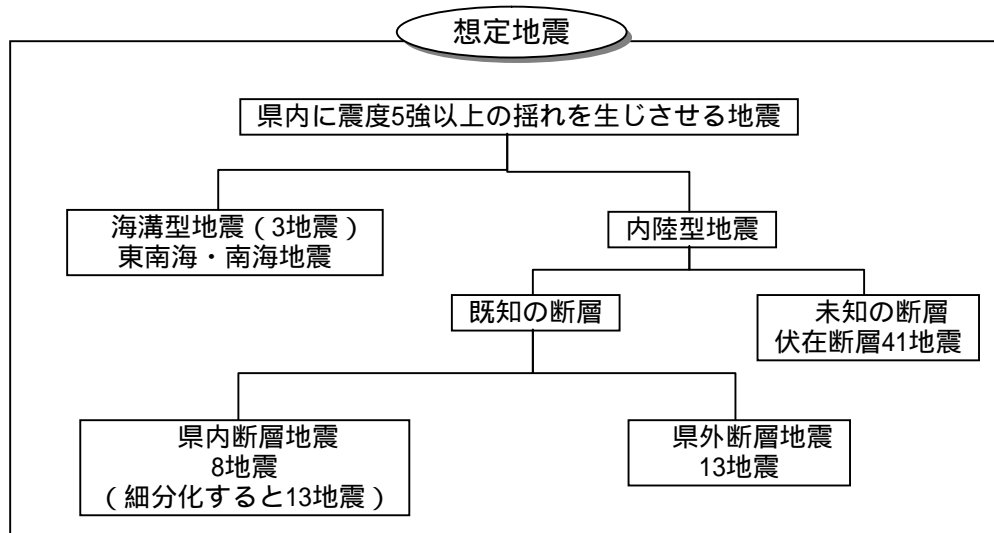 想定地震
県内に震度5強以上の揺れを生じさせる地震
海溝型地震(3地震)
東南海・南海地震
内陸型地震
既知の断層
未知の断層
伏在断層41地震
県内断層地震
8地震
(細分化すると13地震)
県外断層地震
13地震